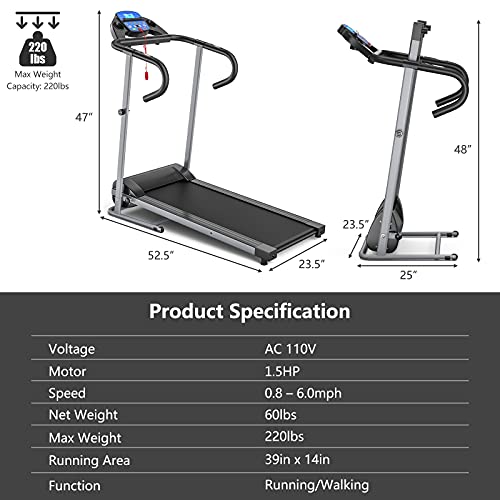 220
lbs
Max Weight
Capacity: 220lbs
47"
52.5"
23.5"
48"
23.5"
25"
Product Specification
Voltage AC 110V
Motor 1.5HP
Speed 0.8 – 6.0mph
Net Weight 60lbs
Max Weight 220lbs
Running Area 39in x 14in
Function Running/Walking